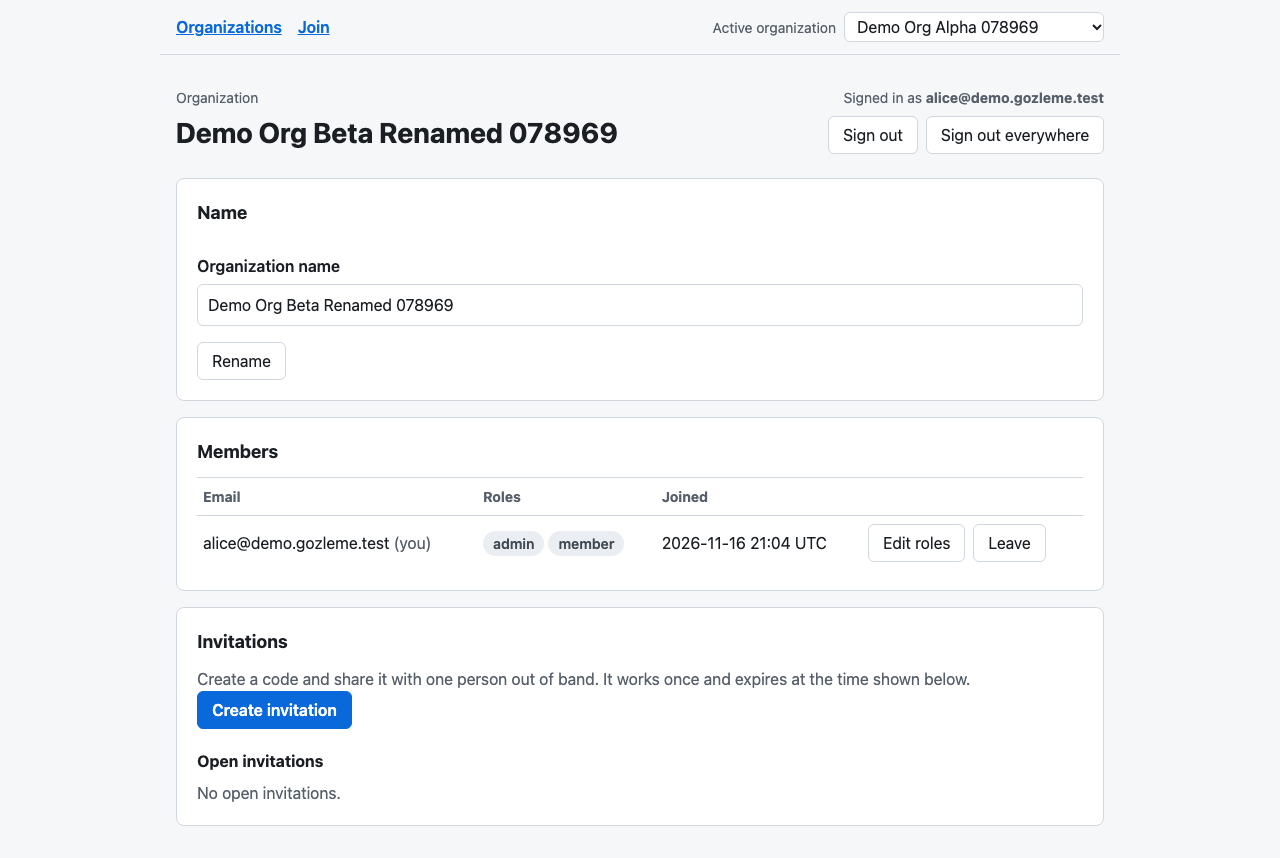 Organizations Join Active organization Demo Org Alpha 078969
Organization Signed in as alice@demo.gozleme.test
Demo Org Beta Renamed 078969 Sign out Sign out everywhere
Name
Organization name
Demo Org Beta Renamed 078969
Rename
Members
Email Roles Joined
alice@demo.gozleme.test (you) admin member 2026-11-16 21:04 UTC Edit roles Leave
Invitations
Create a code and share it with one person out of band. It works once and expires at the time shown below.
Create invitation
Open invitations
No open invitations.